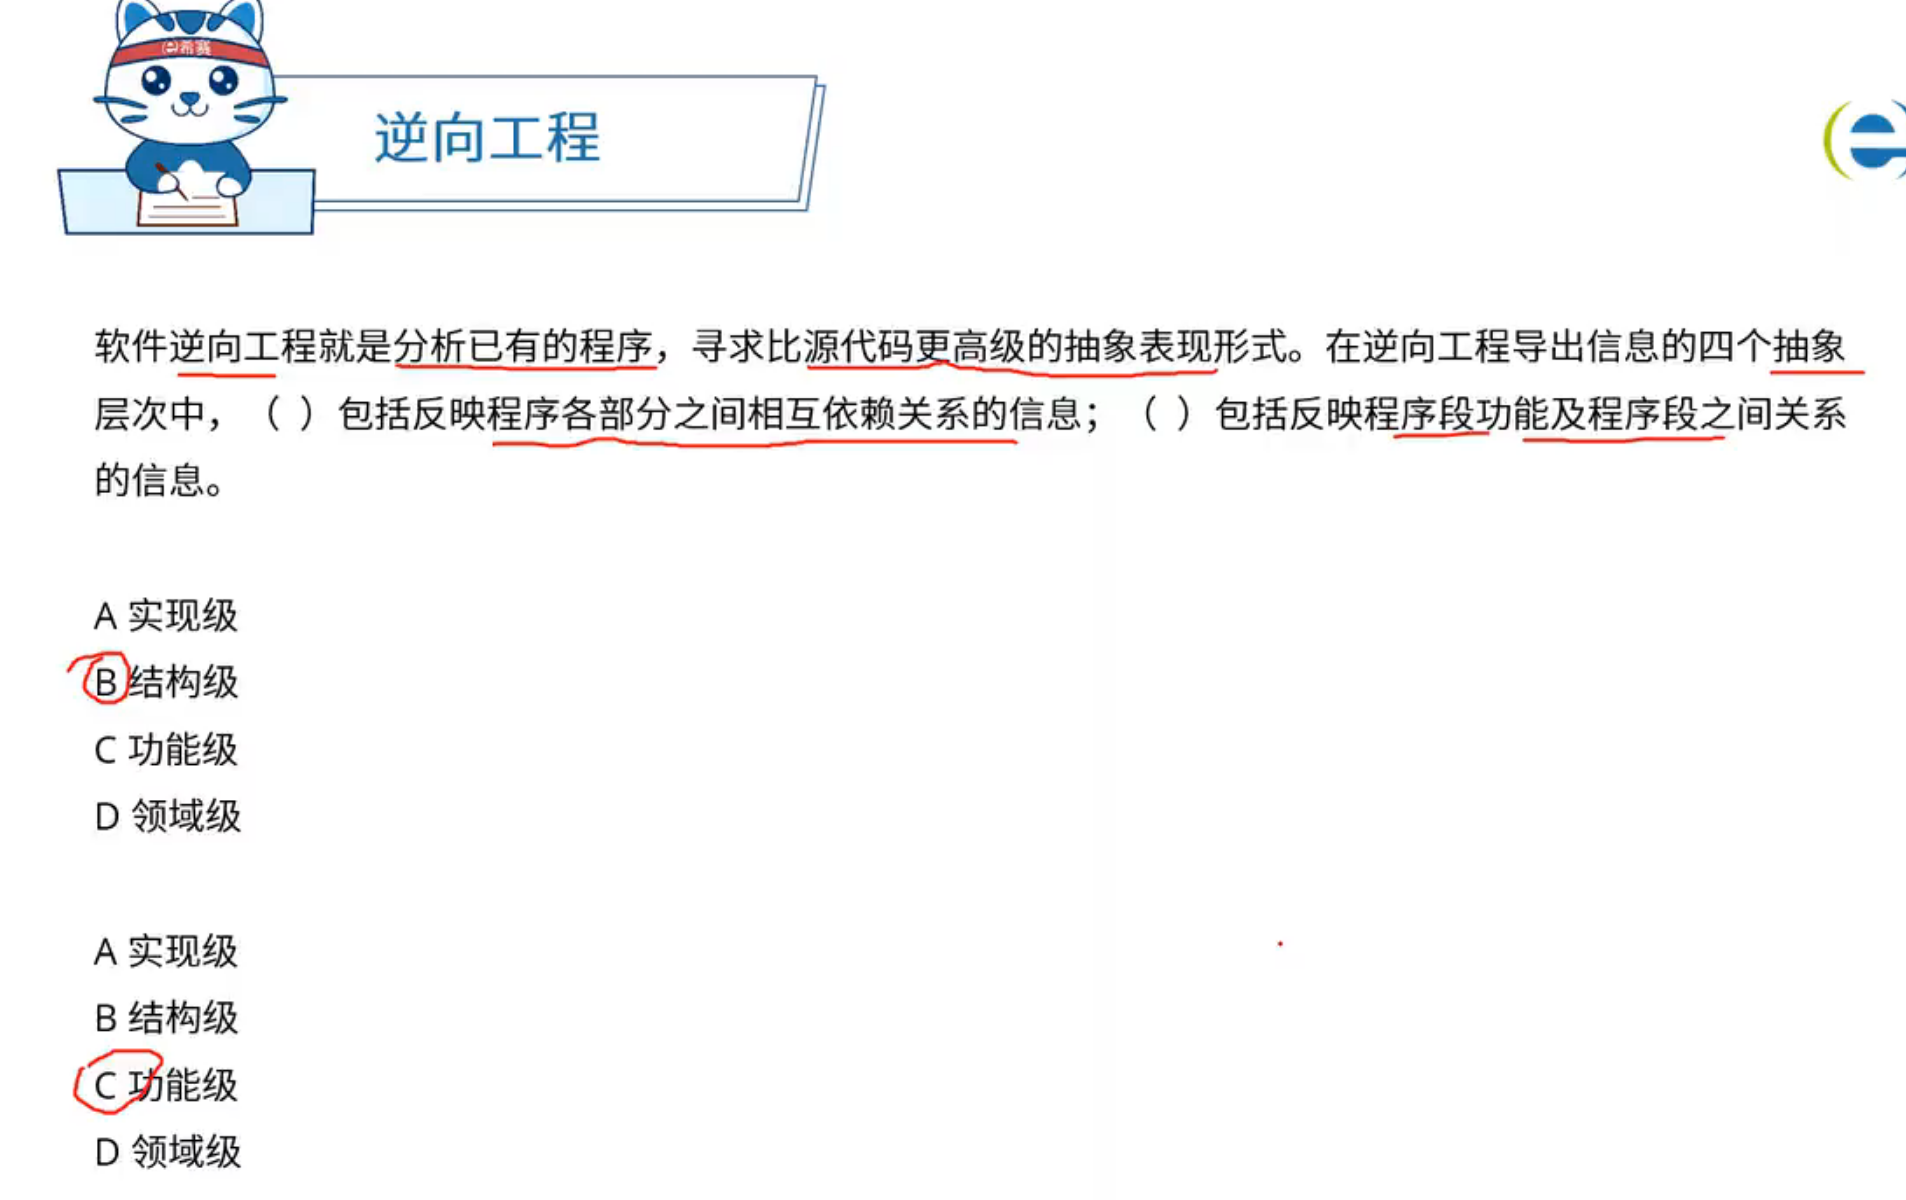 e希赛
逆向工程
e
软件逆向工程就是分析已有的程序，寻求比源代码更高级的抽象表现形式。在逆向工程导出信息的四个抽象
层次中，（ ）包括反映程序各部分之间相互依赖关系的信息；（ ）包括反映程序段功能及程序段之间关系
的信息。
A 实现级
B 结构级
C 功能级
D 领域级
A 实现级
B 结构级
C 功能级
D 领域级